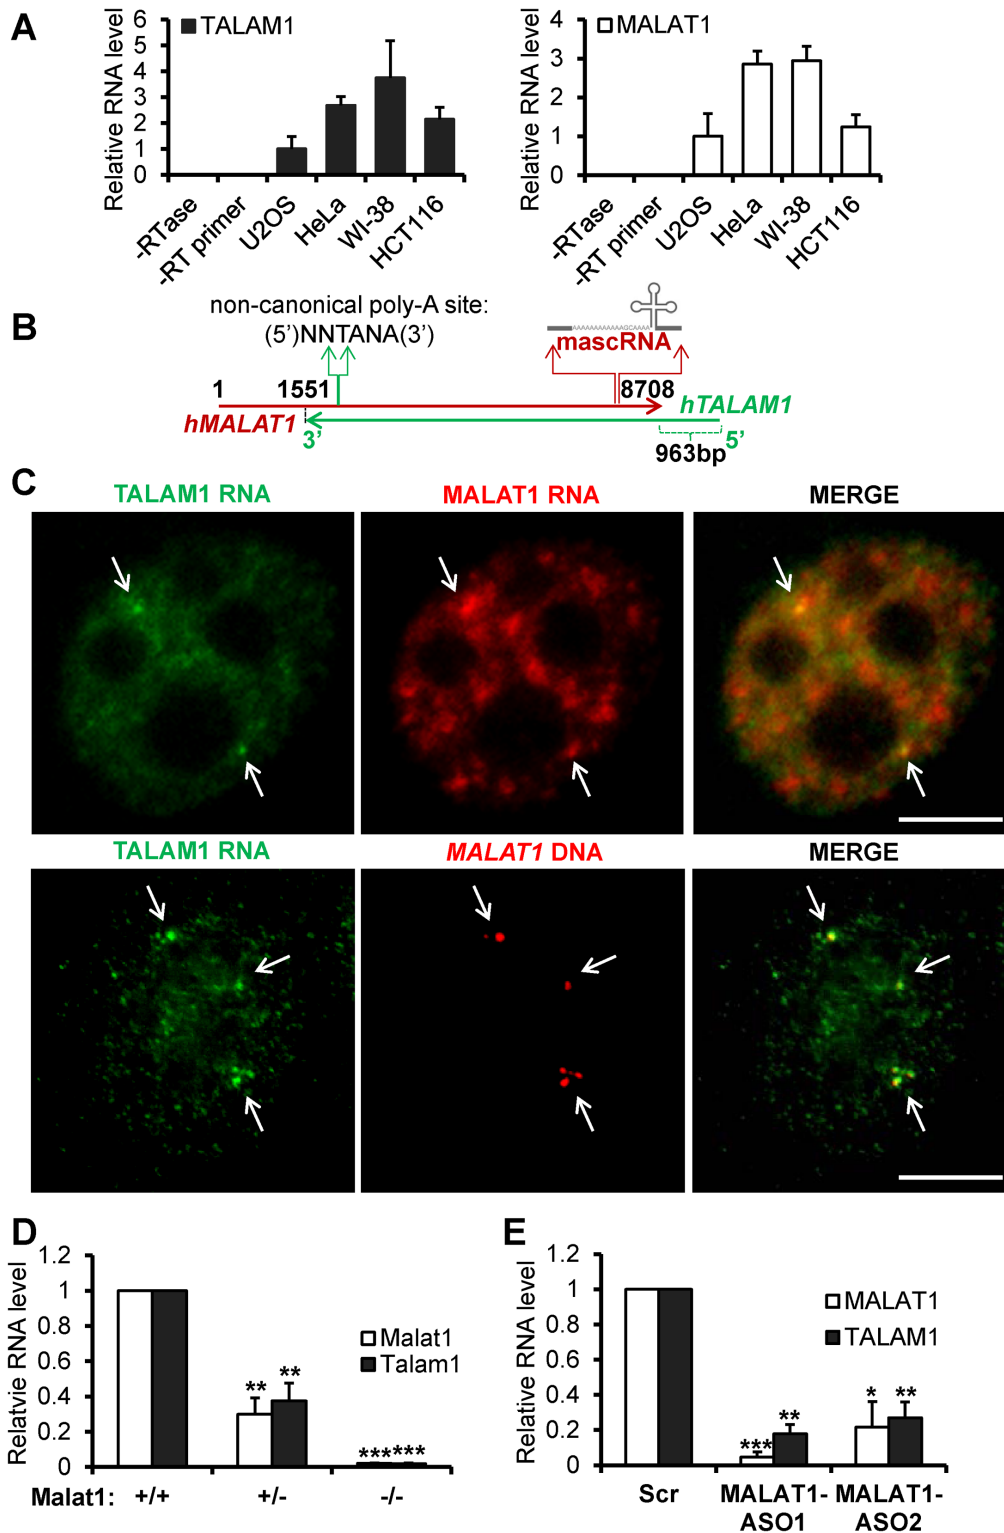 A
Relative RNA level
6
5
4
3
2
1
0
TALAM1
-RTase
-RT primer
U2OS
HeLa
WI-38
HCT116
Relative RNA level
4
3
2
1
0
MALAT1
-RTase
-RT primer
U2OS
HeLa
WI-38
HCT116
B
non-canonical poly-A site:
(5')NNTANA(3')
AAAAAAAAAAAAGCAAAA
mascRNA
1
1551
8708
hMALAT1
hTALAM1
3'
5'
963bp
C
TALAM1 RNA
MALAT1 RNA
MERGE
TALAM1 RNA
MALAT1 DNA
MERGE
D
Relatvie RNA level
1.2
1
0.8
0.6
0.4
0.2
0
Malat1
Talam1
** **
*** ***
Malat1: +/+ +/- -/-
E
Relative RNA level
1.2
1
0.8
0.6
0.4
0.2
0
MALAT1
TALAM1
*** **
* **
Scr
MALAT1-
ASO1
MALAT1-
ASO2